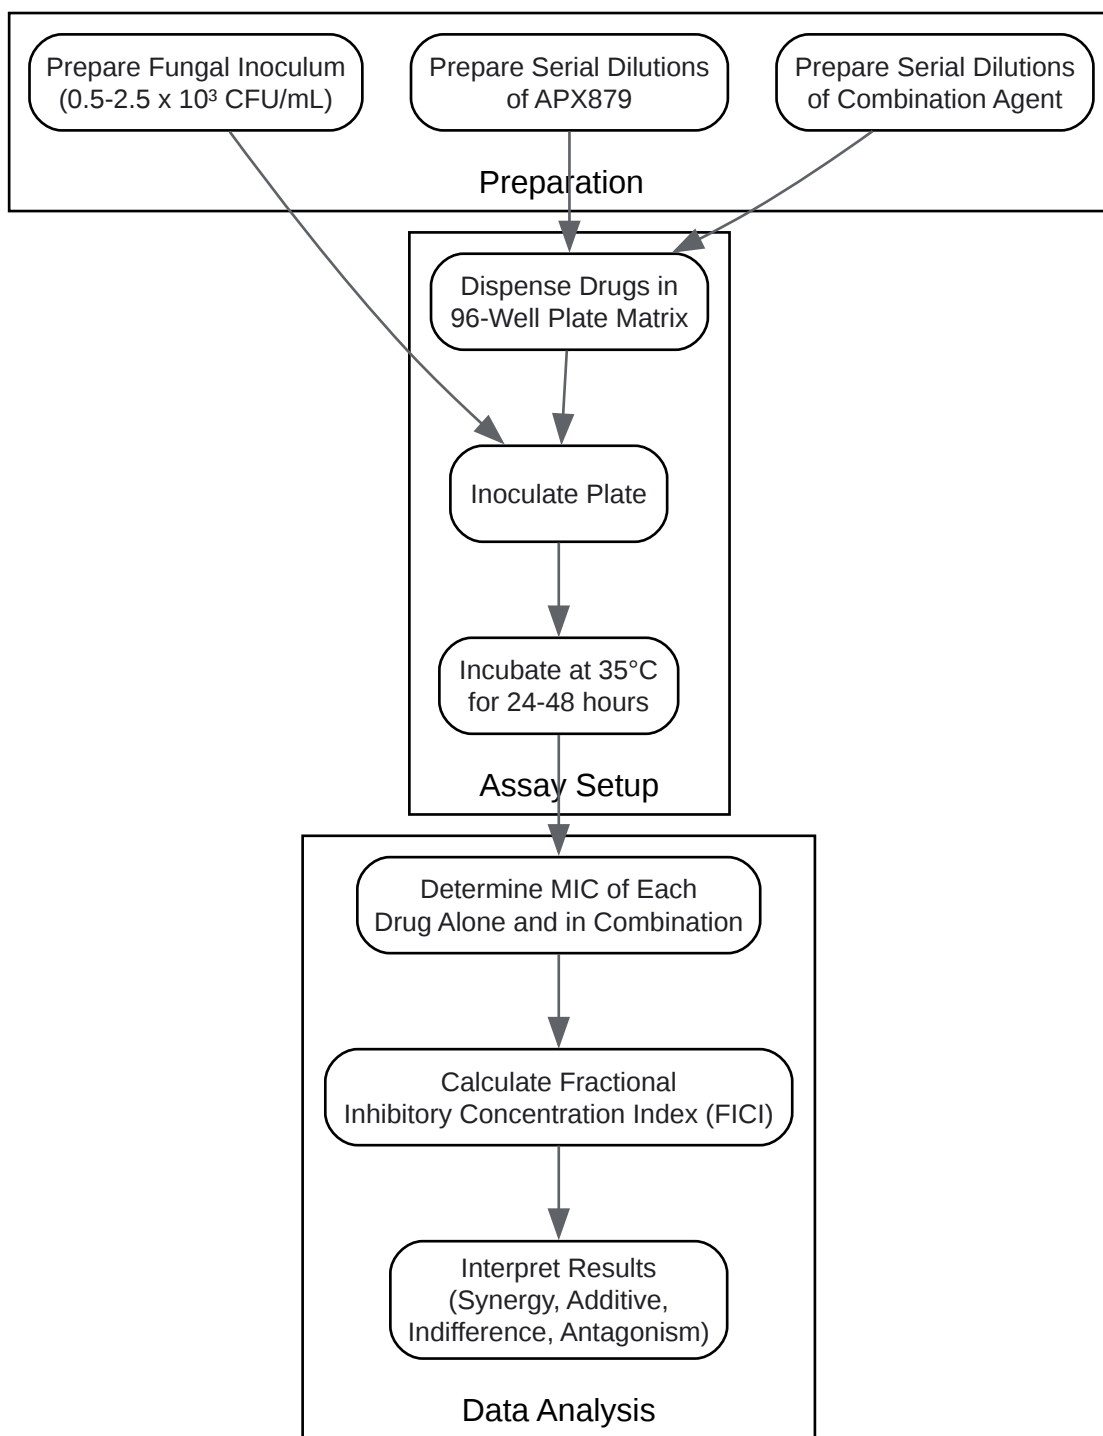 Prepare Fungal Inoculum
(0.5-2.5 x 10³ CFU/mL)
Prepare Serial Dilutions
of APX879
Prepare Serial Dilutions
of Combination Agent
Preparation
Dispense Drugs in
96-Well Plate Matrix
Inoculate Plate
Incubate at 35°C
for 24-48 hours
Assay Setup
Determine MIC of Each
Drug Alone and in Combination
Calculate Fractional
Inhibitory Concentration Index (FICI)
Interpret Results
(Synergy, Additive,
Indifference, Antagonism)
Data Analysis